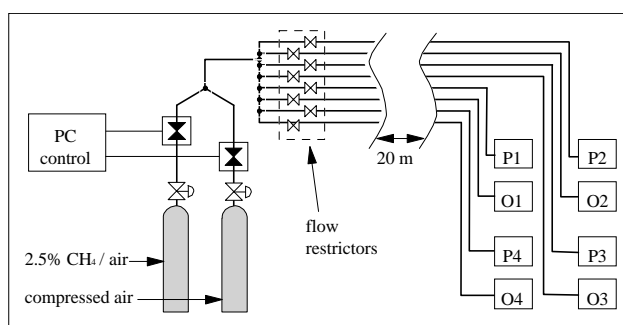 PC
control
20 m
P1
P2
O1
O2
flow
restrictors
2.5% CH4 / air
P4
P3
compressed air
O4
O3